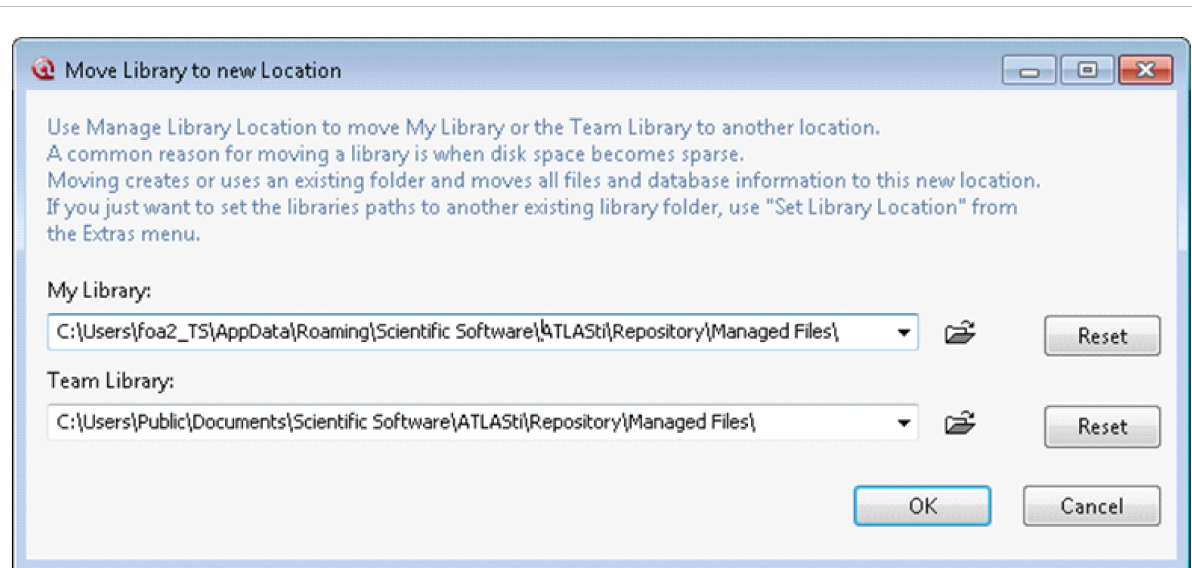 Move Library to new Location
Use Manage Library Location to move My Library or the Team Library to another location.
A common reason for moving a library is when disk space becomes sparse.
Moving creates or uses an existing folder and moves all files and database information to this new location.
If you just want to set the libraries paths to another existing library folder, use "Set Library Location" from
the Extras menu.
My Library:
C:\Users\foa2_TS\AppData\Roaming\Scientific Software\ATLASti\Repository\Managed Files\
Reset
Team Library:
C:\Users\Public\Documents\Scientific Software\ATLASti\Repository\Managed Files\
Reset
OK
Cancel